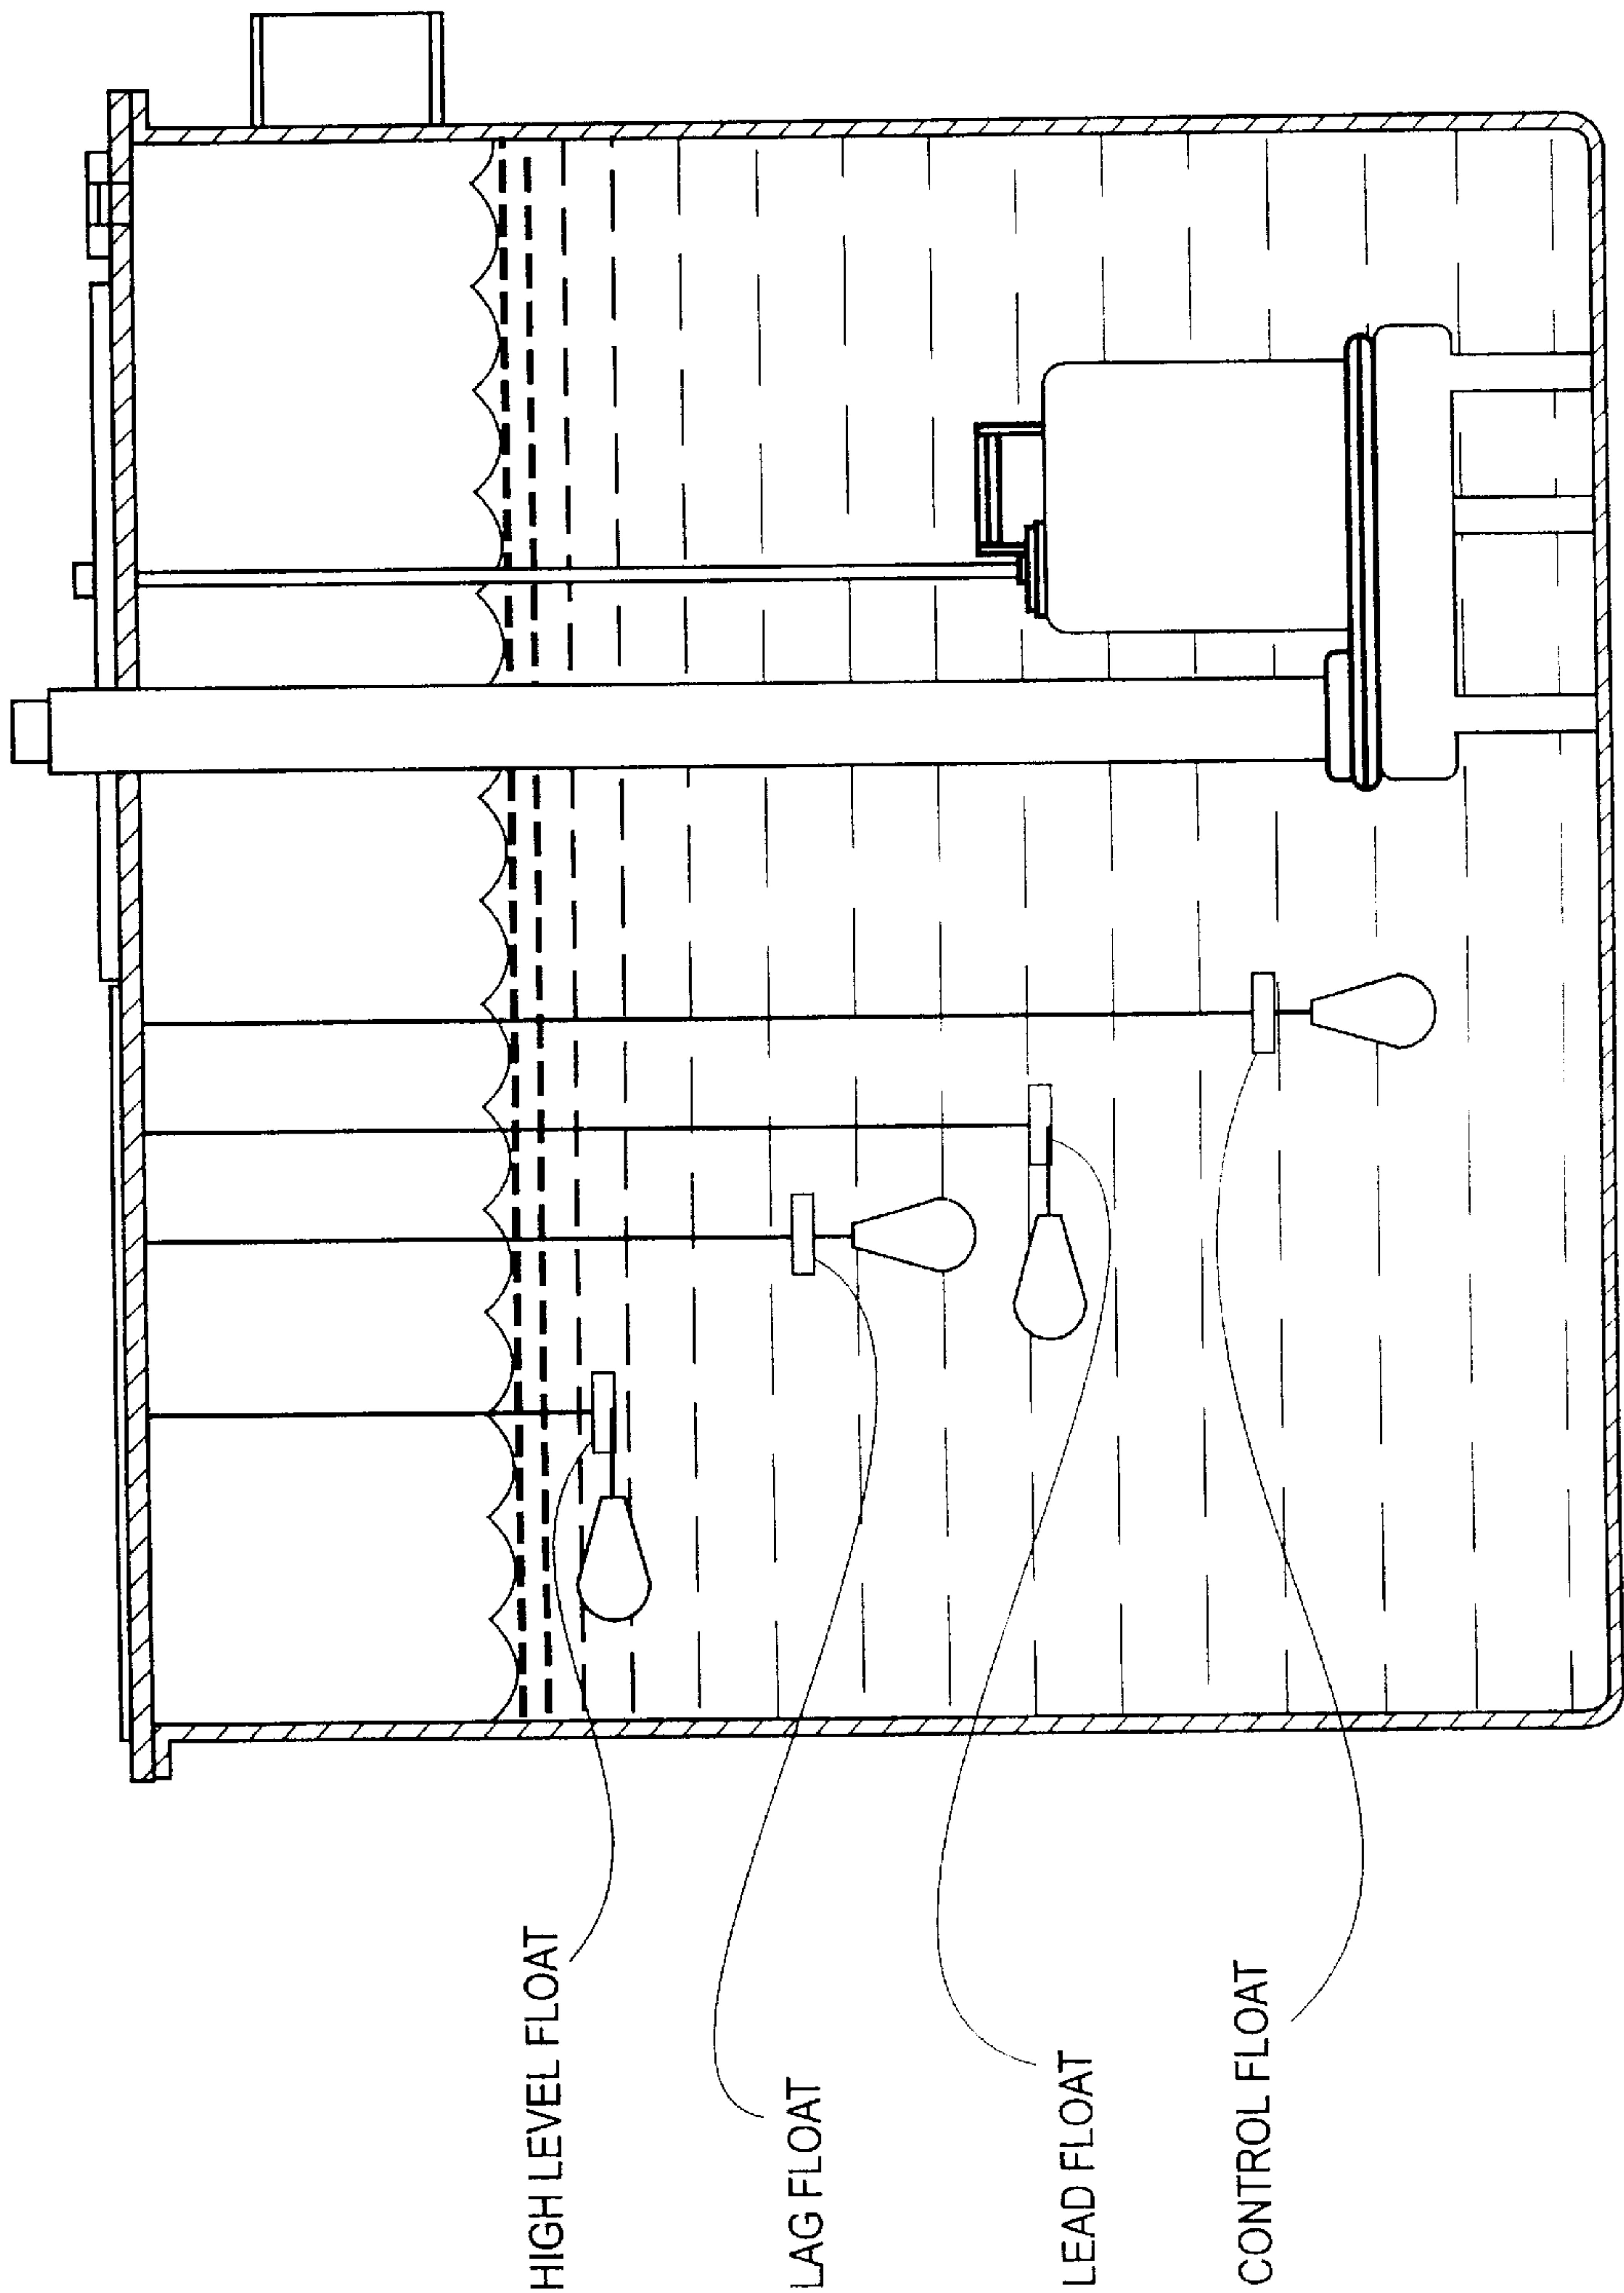 HIGH LEVEL FLOAT
LAG FLOAT
LEAD FLOAT
CONTROL FLOAT